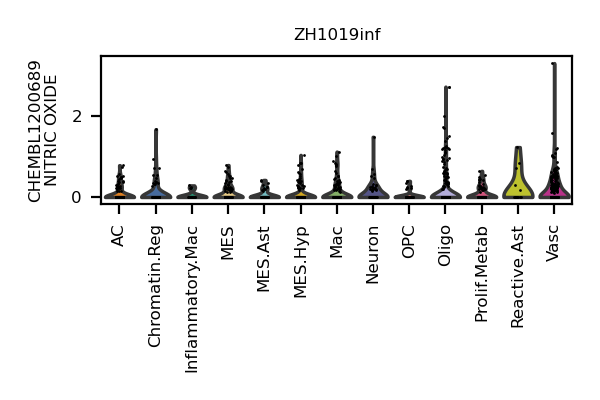 ZH1019inf
CHEMBL1200689
NITRIC OXIDE
2
0
AC
Chromatin.Reg
Inflammatory.Mac
MES
MES.Ast
MES.Hyp
Mac
Neuron
OPC
Oligo
Prolif.Metab
Reactive.Ast
Vasc